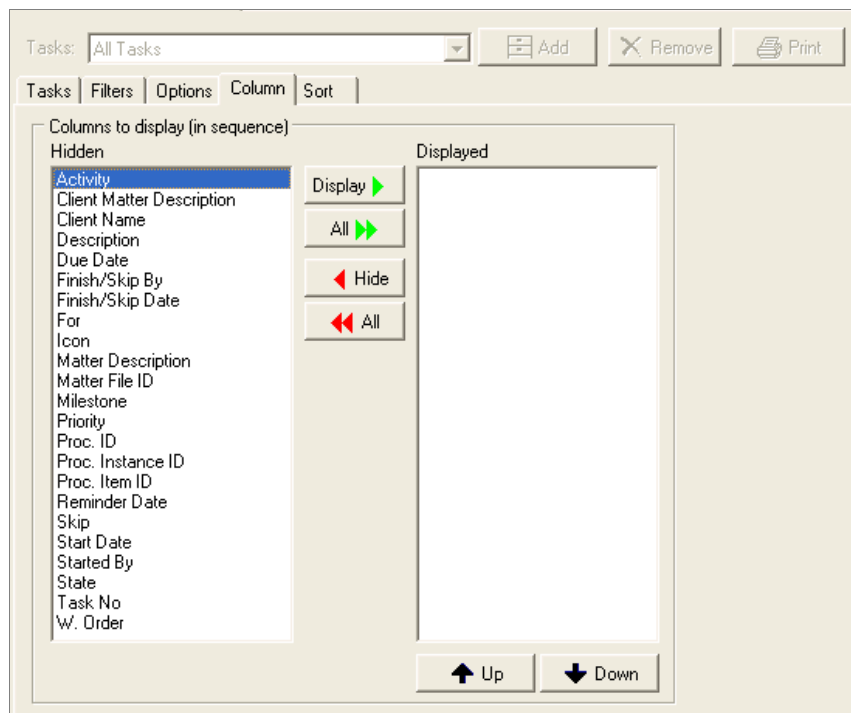 Tasks: All Tasks Add Remove Print
Tasks Filters Options Column Sort
Columns to display (in sequence)
Hidden Displayed
Activity
Client Matter Description
Client Name
Description
Due Date
Finish/Skip By
Finish/Skip Date
For
Icon
Matter Description
Matter File ID
Milestone
Priority
Proc. ID
Proc. Instance ID
Proc. Item ID
Reminder Date
Skip
Start Date
Started By
State
Task No
W. Order
Display
All
Hide
All
Up Down